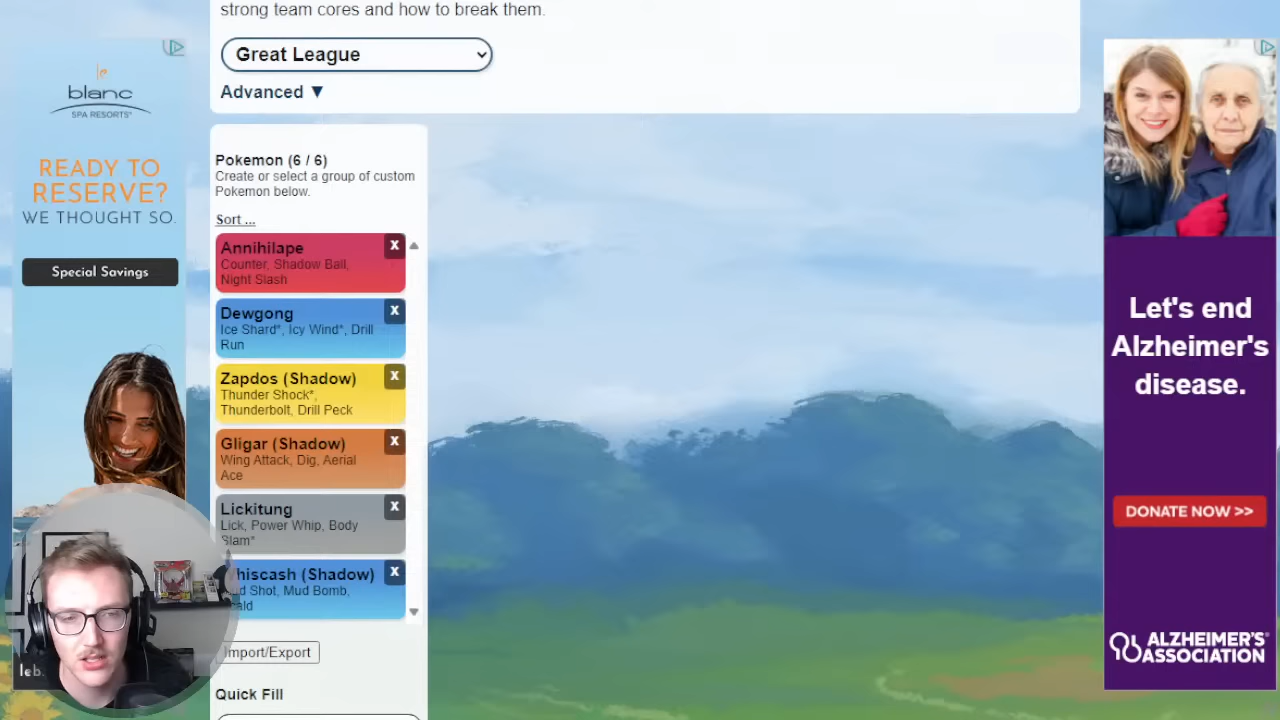 strong team cores and how to break them.
Great League
Advanced ▼
le
blanc
SPA RESORTS
READY TO
RESERVE?
WE THOUGHT SO.
Special Savings
leb
Pokemon (6 / 6)
Create or select a group of custom
Pokemon below.
Sort ...
Annihilape
Counter, Shadow Ball,
Night Slash
X
Dewgong
Ice Shard*, Icy Wind*, Drill
Run
X
Zapdos (Shadow)
Thunder Shock*,
Thunderbolt, Drill Peck
X
Gligar (Shadow)
Wing Attack, Dig, Aerial
Ace
X
Lickitung
Lick, Power Whip, Body
Slam*
X
hiscash (Shadow)
d Shot, Mud Bomb,
ald
X
Import/Export
Quick Fill
Let's end
Alzheimer's
disease.
DONATE NOW >>
ALZHEIMER'S
ASSOCIATION